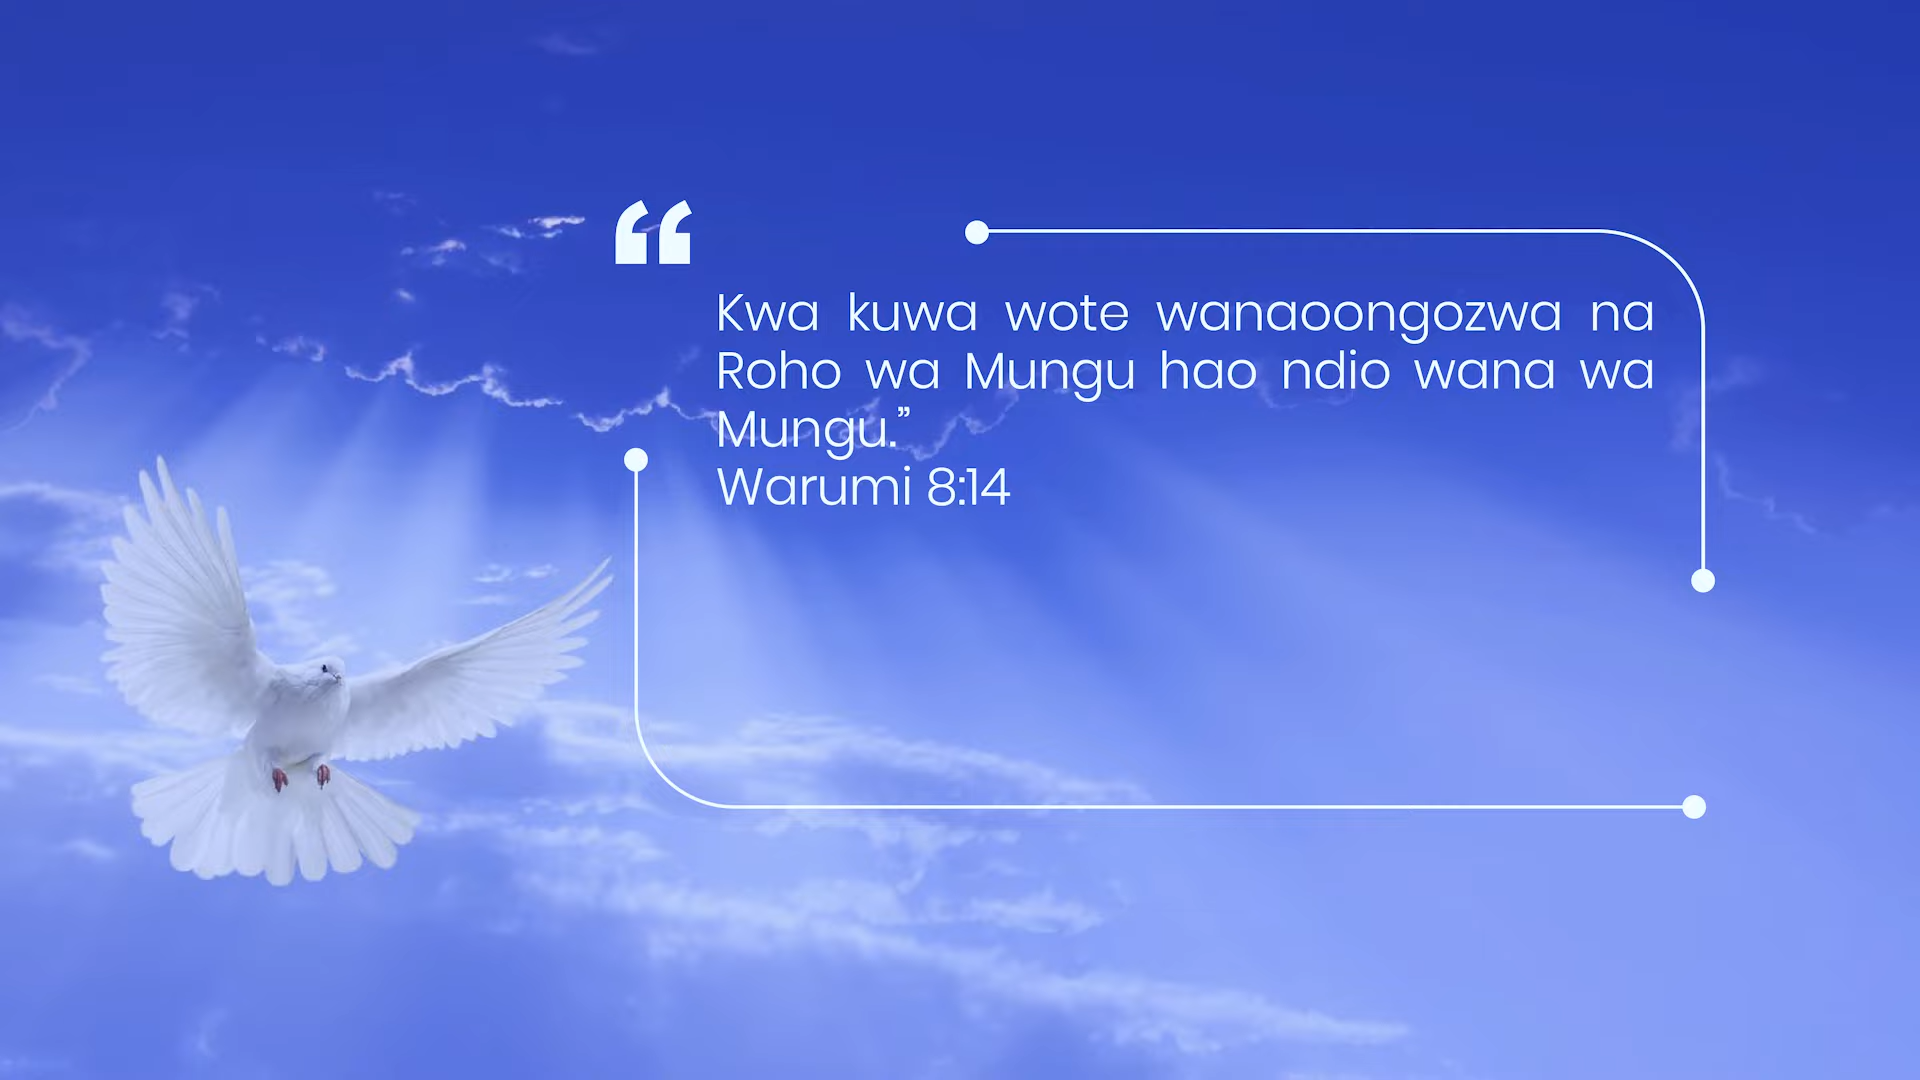 “
Kwa kuwa wote wanaoongozwa na
Roho wa Mungu hao ndio wana wa
Mungu.”
Warumi 8:14